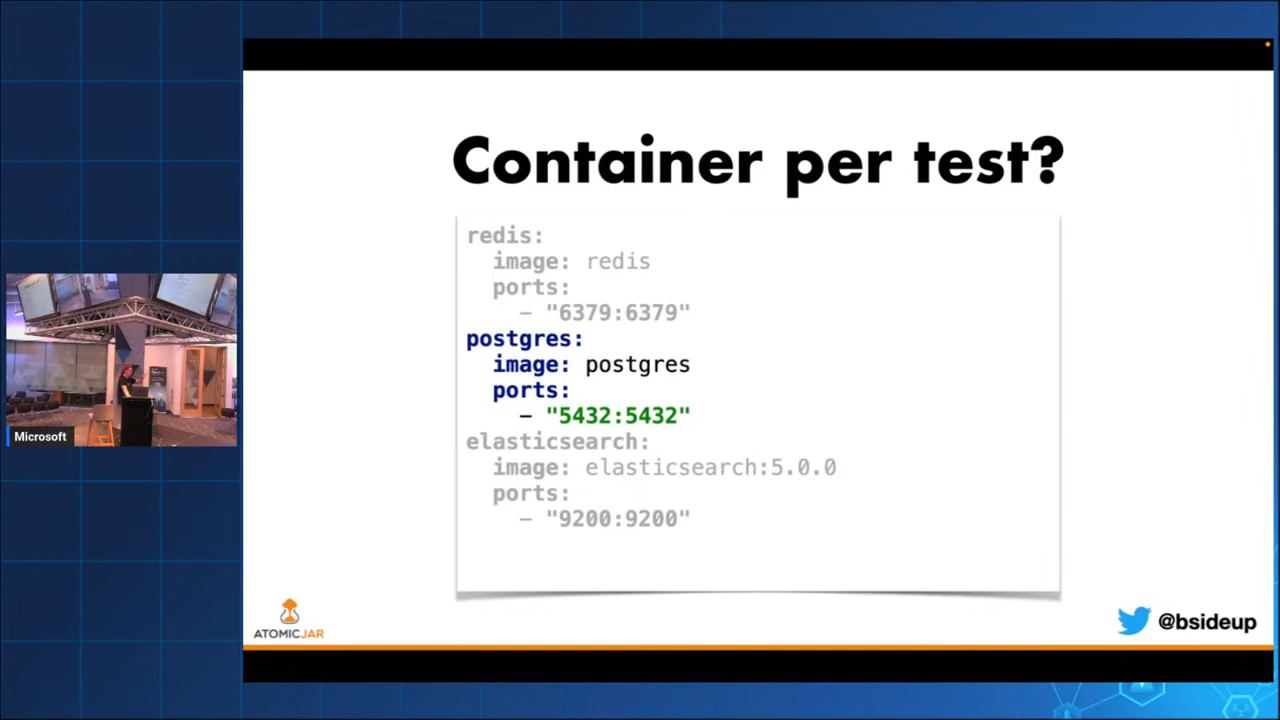 Container per test?
redis:
image: redis
ports:
- "6379:6379"
postgres:
image: postgres
ports:
- "5432:5432"
elasticsearch:
image: elasticsearch:5.0.0
ports:
- "9200:9200"
Microsoft
ATOMICJAR
@bsideup